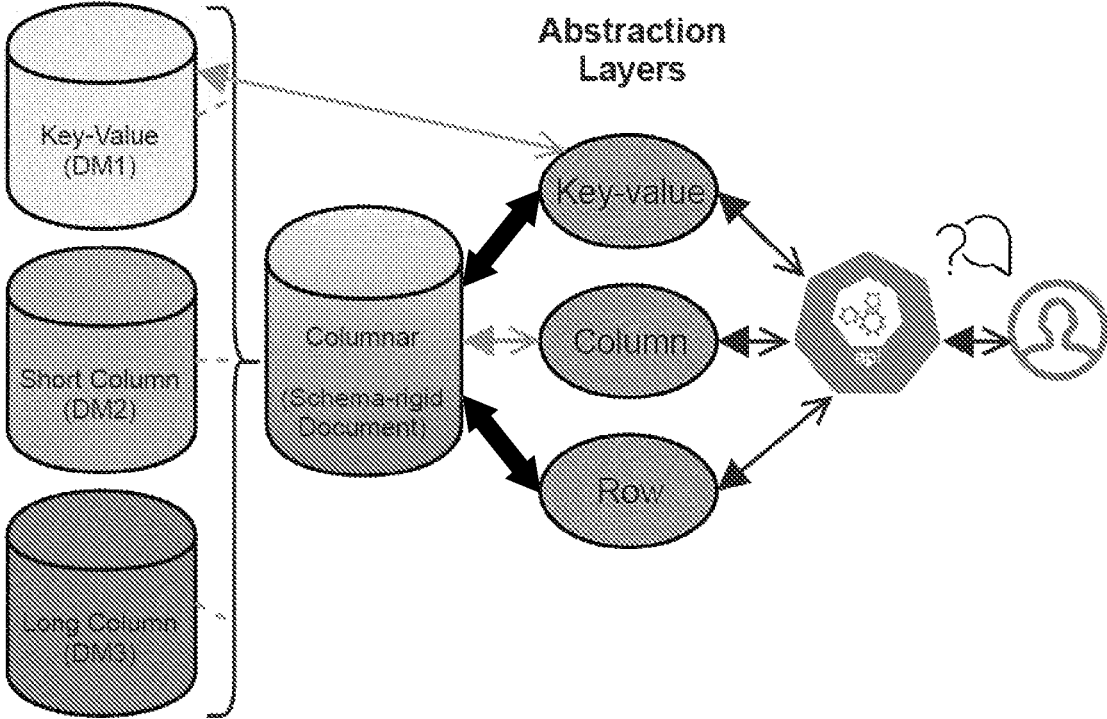 Abstraction
Layers
Key-Value
(DM1)
Key-value
Short Column
(DM2)
Columnar
(Schema-rigid
Document)
Column
?
Row
Long Column
(DM3)